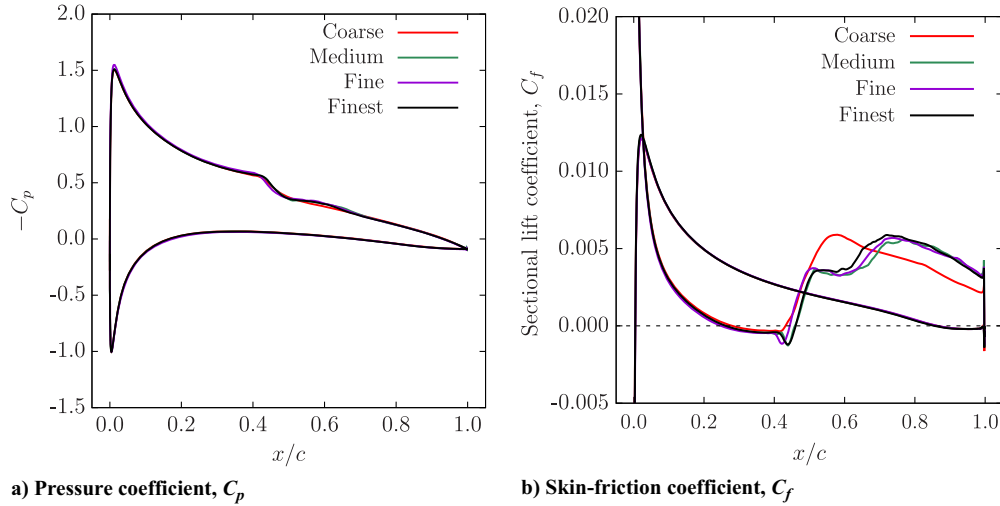 2.0
1.5
1.0
0.5
0.0
-0.5
-1.0
-1.5
−C_p
0.0 0.2 0.4 0.6 0.8 1.0
x/c
Coarse
Medium
Fine
Finest
a) Pressure coefficient, C_p
0.020
0.015
0.010
0.005
0.000
-0.005
Sectional lift coefficient, C_f
0.0 0.2 0.4 0.6 0.8 1.0
x/c
Coarse
Medium
Fine
Finest
b) Skin-friction coefficient, C_f